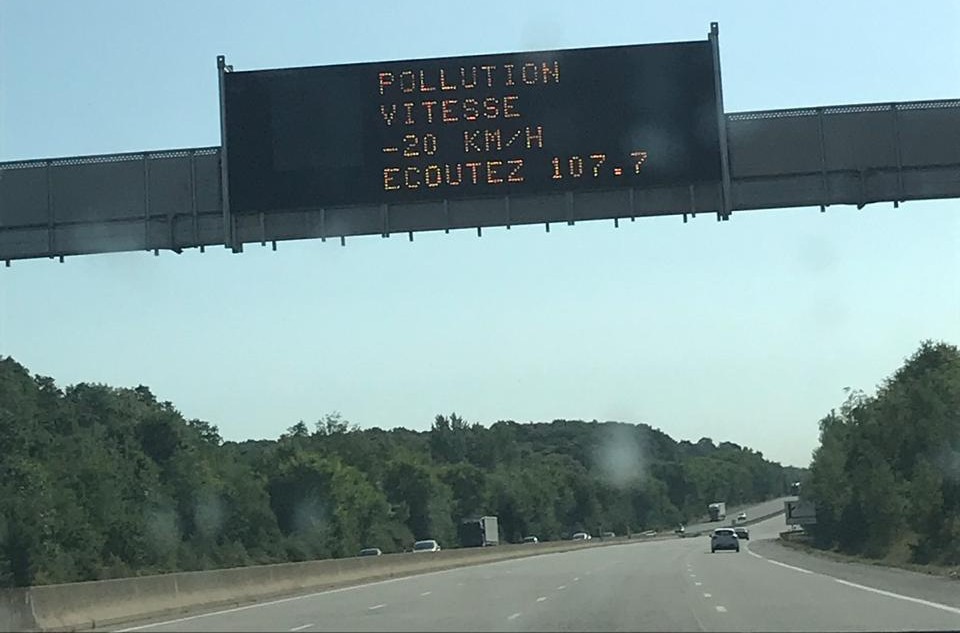 POLLUTION
VITESSE
-20 KM/H
ECOUTEZ 107.7